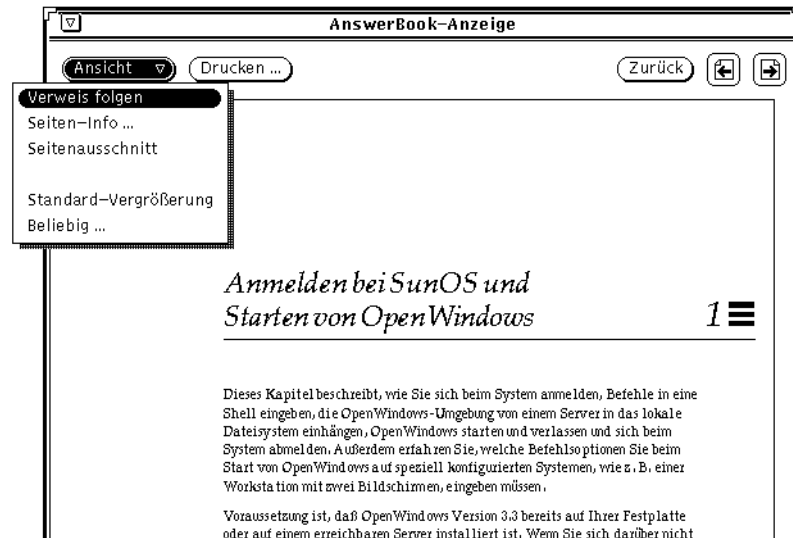 AnswerBook–Anzeige
Ansicht
Drucken ...
Zurück
Verweis folgen
Seiten–Info ...
Seitenausschnitt
Standard–Vergrößerung
Beliebig ...
Anmelden bei SunOS und
Starten von OpenWindows
1
Dieses Kapitel beschreibt, wie Sie sich beim System anmelden, Befehle in eine
Shell eingeben, die OpenWindows-Umgebung von einem Server in das lokale
Dateisystem einhängen, OpenWindows starten und verlassen und sich beim
System abmelden. Außerdem erfahren Sie, welche Befehlsoptionen Sie beim
Start von OpenWindows auf speziell konfigurierten Systemen, wie z. B. einer
Workstation mit zwei Bildschirmen, eingeben müssen.
Voraussetzung ist, daß OpenWindows Version 3.3 bereits auf Ihrer Festplatte
oder auf einem erreichbaren Server installiert ist. Wenn Sie sich darüber nicht